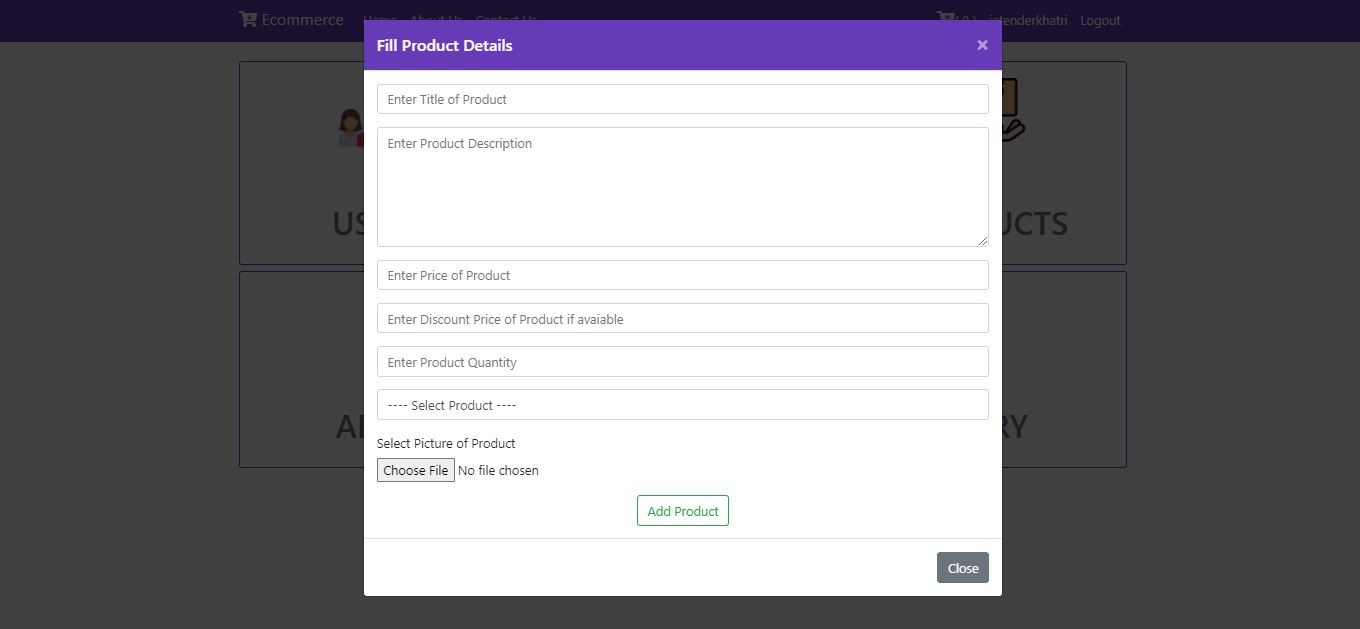 Ecommerce Home About Us Contact Us ( 0 ) jatenderkhatri Logout
Fill Product Details ×
Enter Title of Product
Enter Product Description
US
UCTS
Enter Price of Product
Enter Discount Price of Product if avaiable
Enter Product Quantity
---- Select Product ----
RY
Select Picture of Product
Choose File No file chosen
Add Product
Close